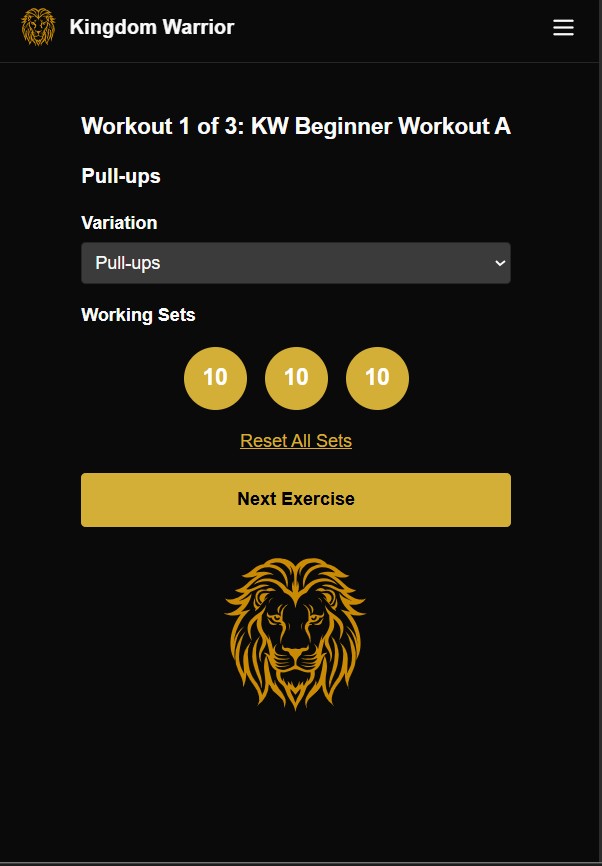 Kingdom Warrior
Workout 1 of 3: KW Beginner Workout A
Pull-ups
Variation
Pull-ups
Working Sets
10 10 10
Reset All Sets
Next Exercise